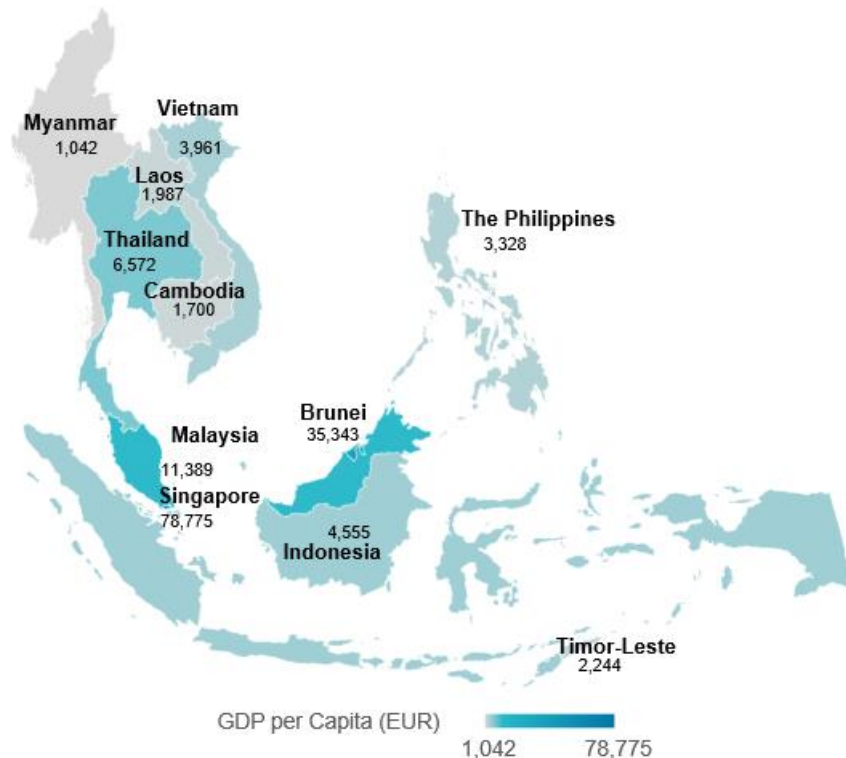 Vietnam
3,961
Myanmar
1,042
Laos
1,987
The Philippines
3,328
Thailand
6,572
Cambodia
1,700
Brunei
35,343
Malaysia
11,389
Singapore
78,775
4,555
Indonesia
Timor-Leste
2,244
GDP per Capita (EUR)
1,042 78,775